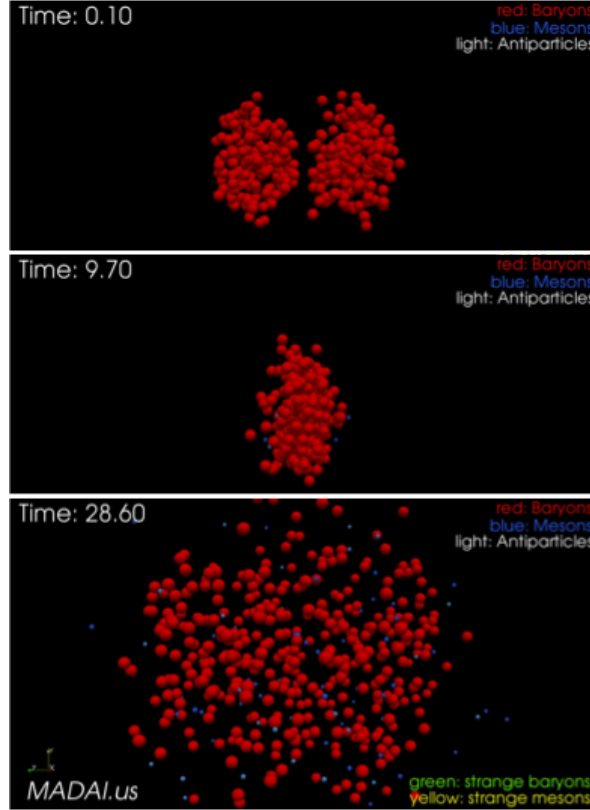 Time: 0.10
red: Baryons
blue: Mesons
light: Antiparticles
Time: 9.70
red: Baryons
blue: Mesons
light: Antiparticles
Time: 28.60
red: Baryons
blue: Mesons
light: Antiparticles
MADAI.us
green: strange baryons
yellow: strange mesons